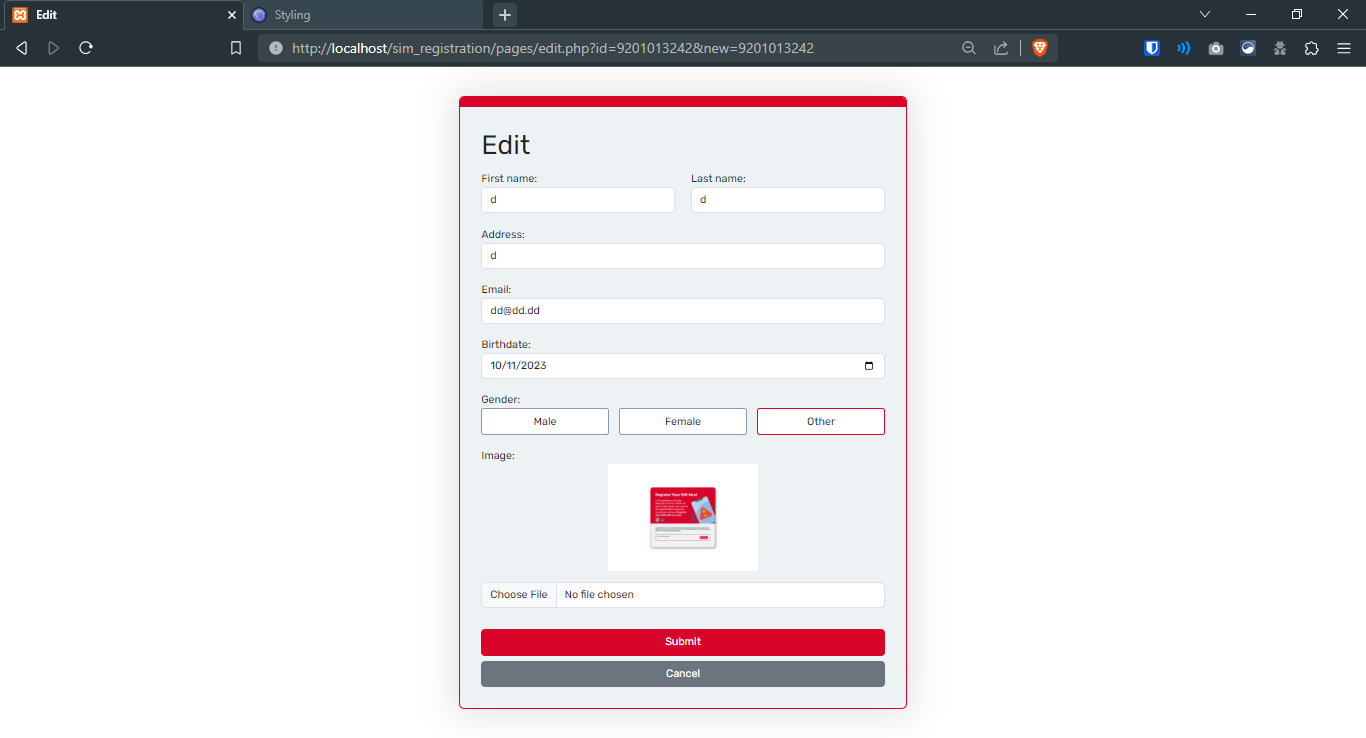 Edit
Styling
http://localhost/sim_registration/pages/edit.php?id=9201013242&new=9201013242
Edit
First name: Last name:
d d
Address:
d
Email:
dd@dd.dd
Birthdate:
10/11/2023
Gender:
Male Female Other
Image:
Register Your SIM Now!
Choose File No file chosen
Submit
Cancel